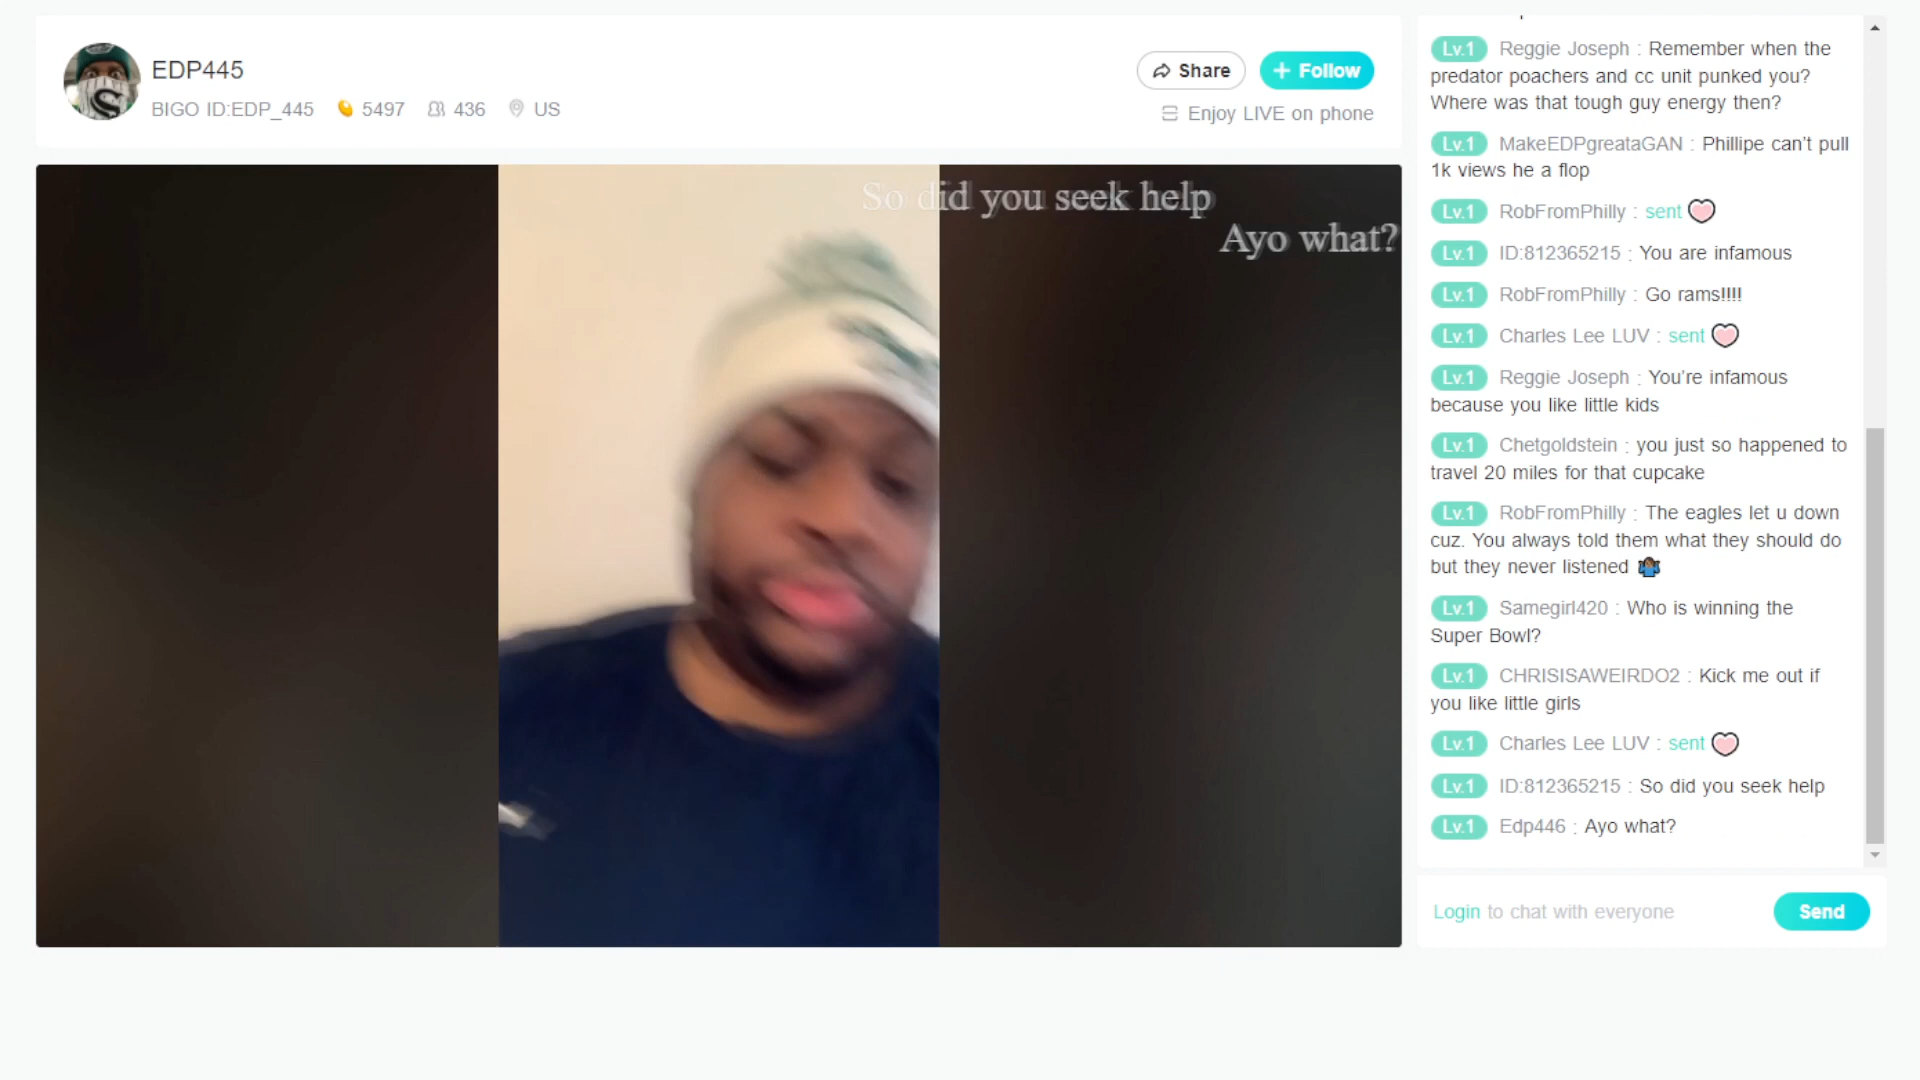 EDP445
BIGO ID:EDP_445 5497 436 US
Share
+ Follow
Enjoy LIVE on phone
So did you seek help
Ayo what?
Lv.1 Reggie Joseph : Remember when the
predator poachers and cc unit punked you?
Where was that tough guy energy then?
Lv.1 MakeEDPgreataGAN : Phillipe can't pull
1k views he a flop
Lv.1 RobFromPhilly : sent
Lv.1 ID:812365215 : You are infamous
Lv.1 RobFromPhilly : Go rams!!!!
Lv.1 Charles Lee LUV : sent
Lv.1 Reggie Joseph : You're infamous
because you like little kids
Lv.1 Chetgoldstein : you just so happened to
travel 20 miles for that cupcake
Lv.1 RobFromPhilly : The eagles let u down
cuz. You always told them what they should do
but they never listened 🤷🏾
Lv.1 Samegirl420 : Who is winning the
Super Bowl?
Lv.1 CHRISISAWEIRDO2 : Kick me out if
you like little girls
Lv.1 Charles Lee LUV : sent
Lv.1 ID:812365215 : So did you seek help
Lv.1 Edp446 : Ayo what?
Login to chat with everyone
Send